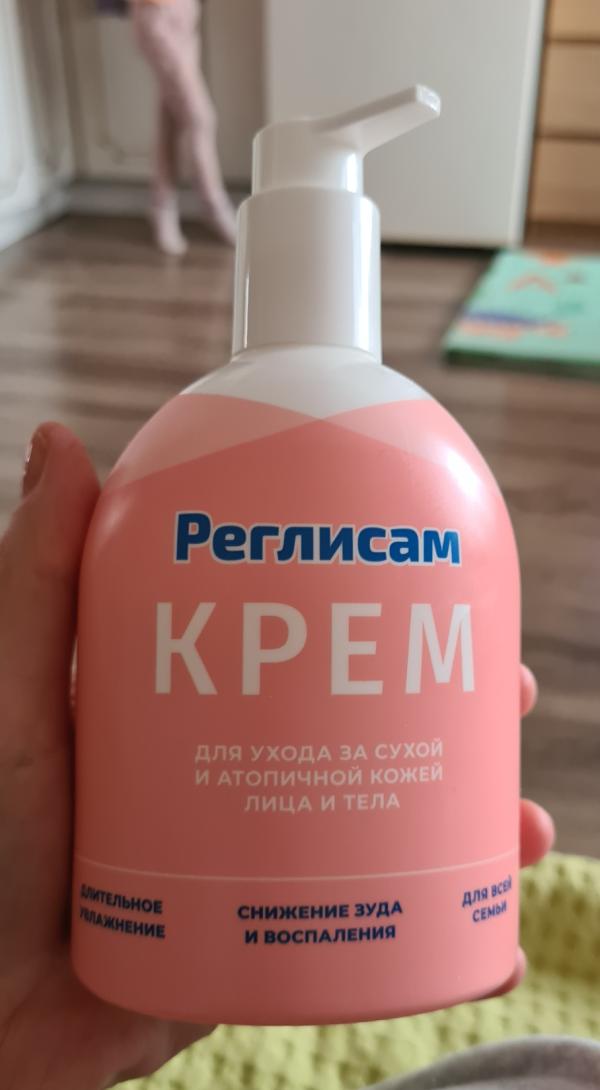 Реглисам
КРЕМ
ДЛЯ УХОДА ЗА СУХОЙ
И АТОПИЧНОЙ КОЖЕЙ
ЛИЦА И ТЕЛА
ДЛИТЕЛЬНОЕ
УВЛАЖНЕНИЕ
СНИЖЕНИЕ ЗУДА
И ВОСПАЛЕНИЯ
ДЛЯ ВСЕЙ
СЕМЬИ